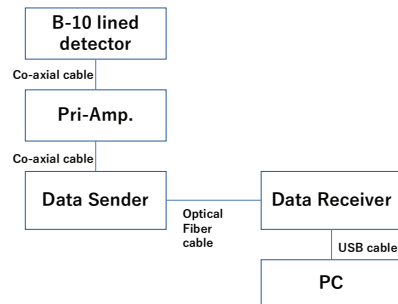 B-10 lined
detector
Co-axial cable
Pri-Amp.
Co-axial cable
Data Sender
Optical
Fiber
cable
Data Receiver
USB cable
PC